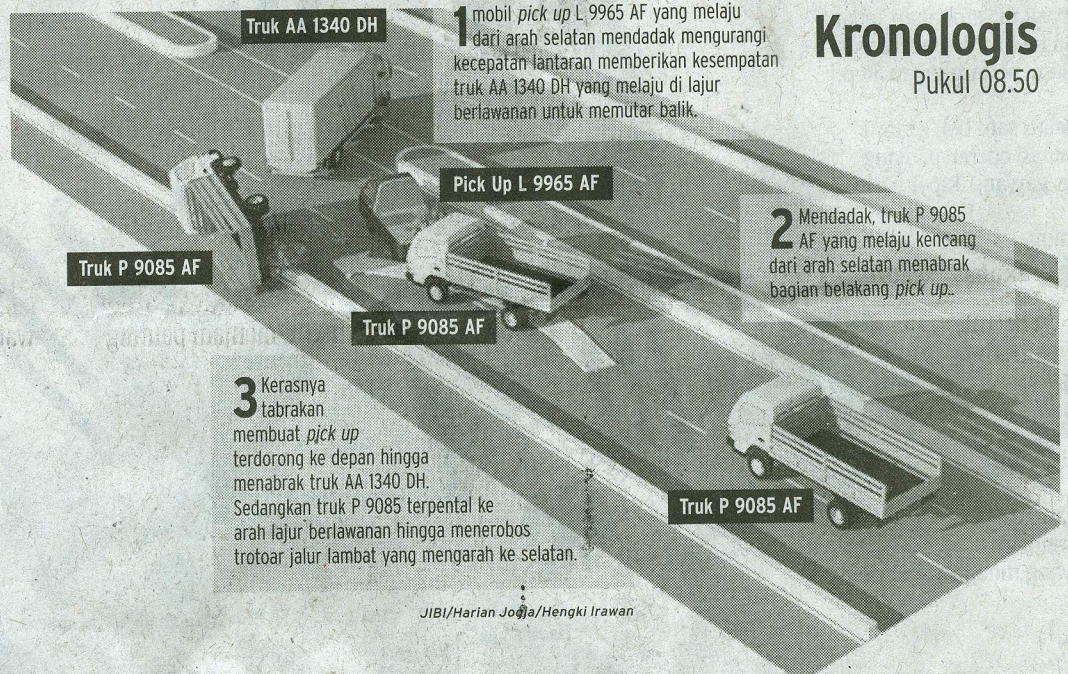 Kronologis
Pukul 08.50
Truk AA 1340 DH
1 mobil pick up L 9965 AF yang melaju
dari arah selatan mendadak mengurangi
kecepatan lantaran memberikan kesempatan
truk AA 1340 DH yang melaju di lajur
berlawanan untuk memutar balik.
Pick Up L 9965 AF
2 Mendadak, truk P 9085
AF yang melaju kencang
dari arah selatan menabrak
bagian belakang pick up..
Truk P 9085 AF
Truk P 9085 AF
3 Kerasnya
tabrakan
membuat pick up
terdorong ke depan hingga
menabrak truk AA 1340 DH.
Sedangkan truk P 9085 terpental ke
arah lajur berlawanan hingga menerobos
trotoar jalur lambat yang mengarah ke selatan.
Truk P 9085 AF
JIBI/Harian Jogja/Hengki Irawan